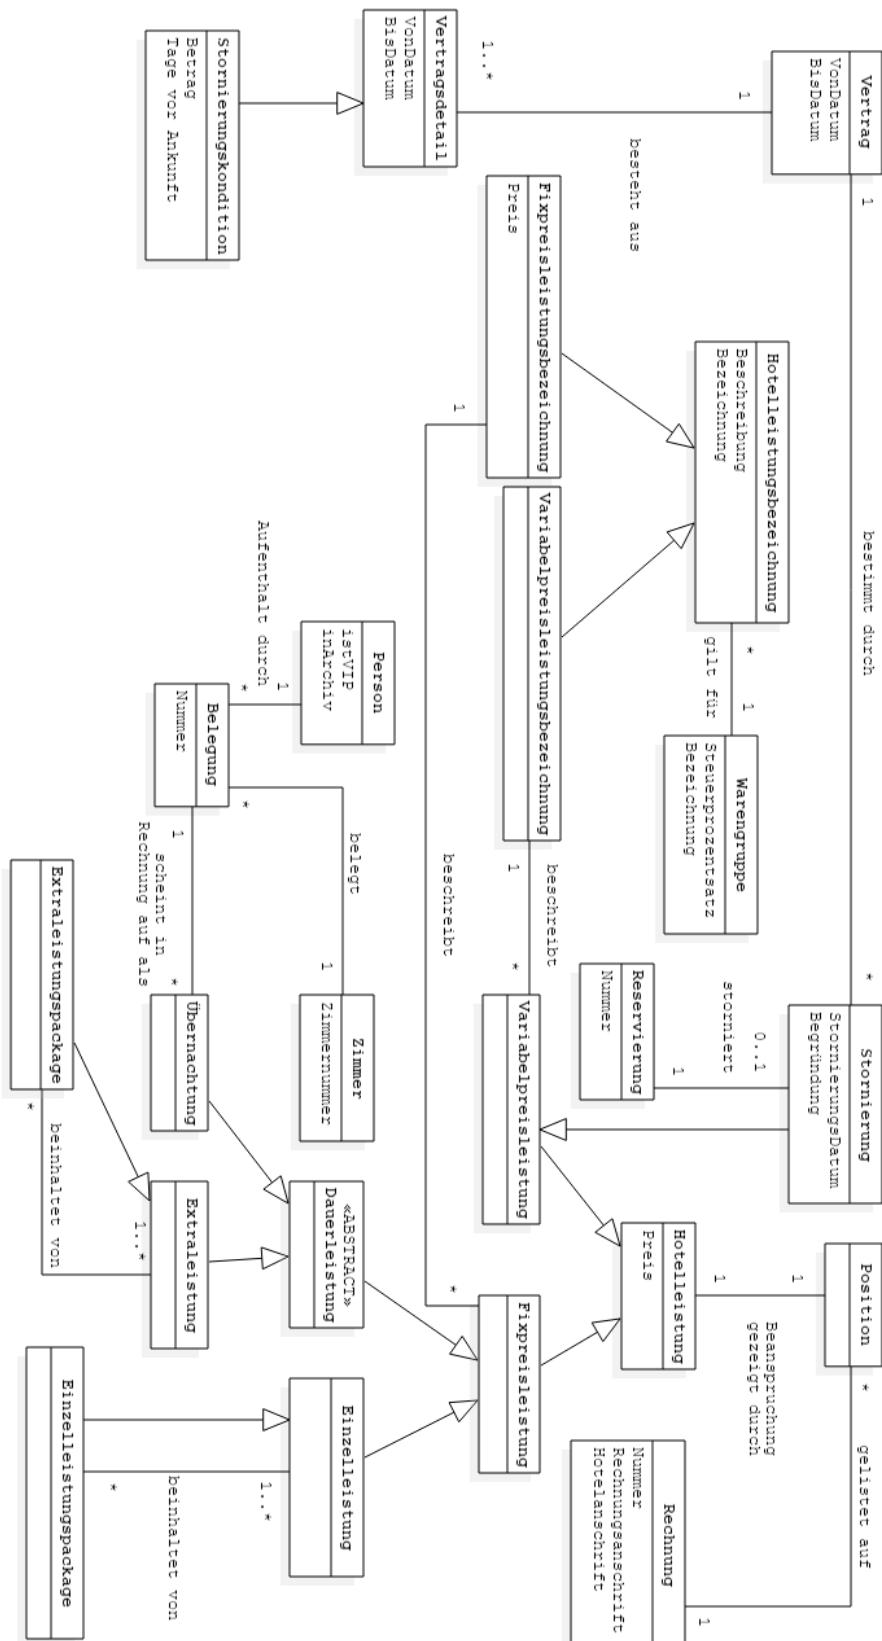 Vertrag
VonDatum
BisDatum
1
1
besteht aus
1..*
Vertragsdetail
VonDatum
BisDatum
Stornierungskondition
Betrag
Tage vor Ankunft
bestimmt durch
*
Hotelleistungsbezeichnung
Beschreibung
Bezeichnung
*
gilt für
1
Warengruppe
Steuerprozentsatz
Bezeichnung
Fixpreisleistungsbezeichnung
Preis
1
beschreibt
*
Variabelpreisleistungsbezeichnung
1
beschreibt
*
Person
istVIP
inArchiv
1
Aufenthalt durch
*
Belegung
Nummer
*
belegt
1
Zimmer
Zimmernummer
1
scheint in
Rechnung auf als
*
Übernachtung
Stornierung
StornierungsDatum
Begründung
0..1
storniert
1
Reservierung
Nummer
Variabelpreisleistung
Position
1
Beanspruchung
gezeigt durch
1
Hotelleistung
Preis
*
gelistet auf
1
Rechnung
Nummer
Rechnungsanschrift
Hotelanschrift
Fixpreisleistung
«ABSTRACT»
Dauerleistung
Extraleistung
1..*
beinhaltet von
*
Extraleistungspackage
Einzelleistung
1..*
beinhaltet von
*
Einzelleistungspackage